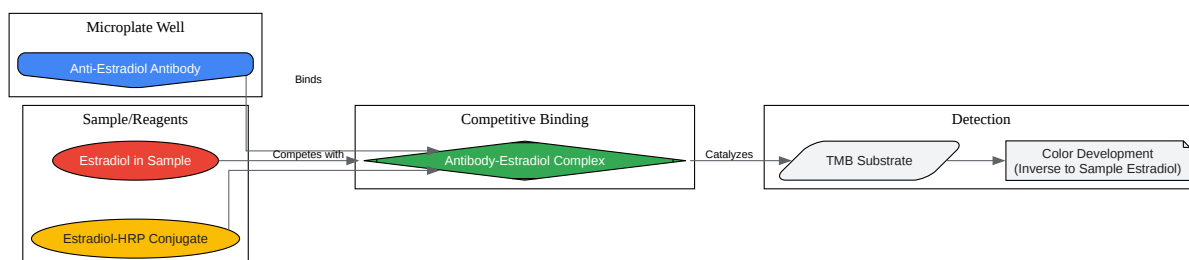 Microplate Well
Anti-Estradiol Antibody
Binds
Sample/Reagents
Estradiol in Sample
Competes with
Estradiol-HRP Conjugate
Competitive Binding
Antibody-Estradiol Complex
Catalyzes
Detection
TMB Substrate
Color Development
(Inverse to Sample Estradiol)